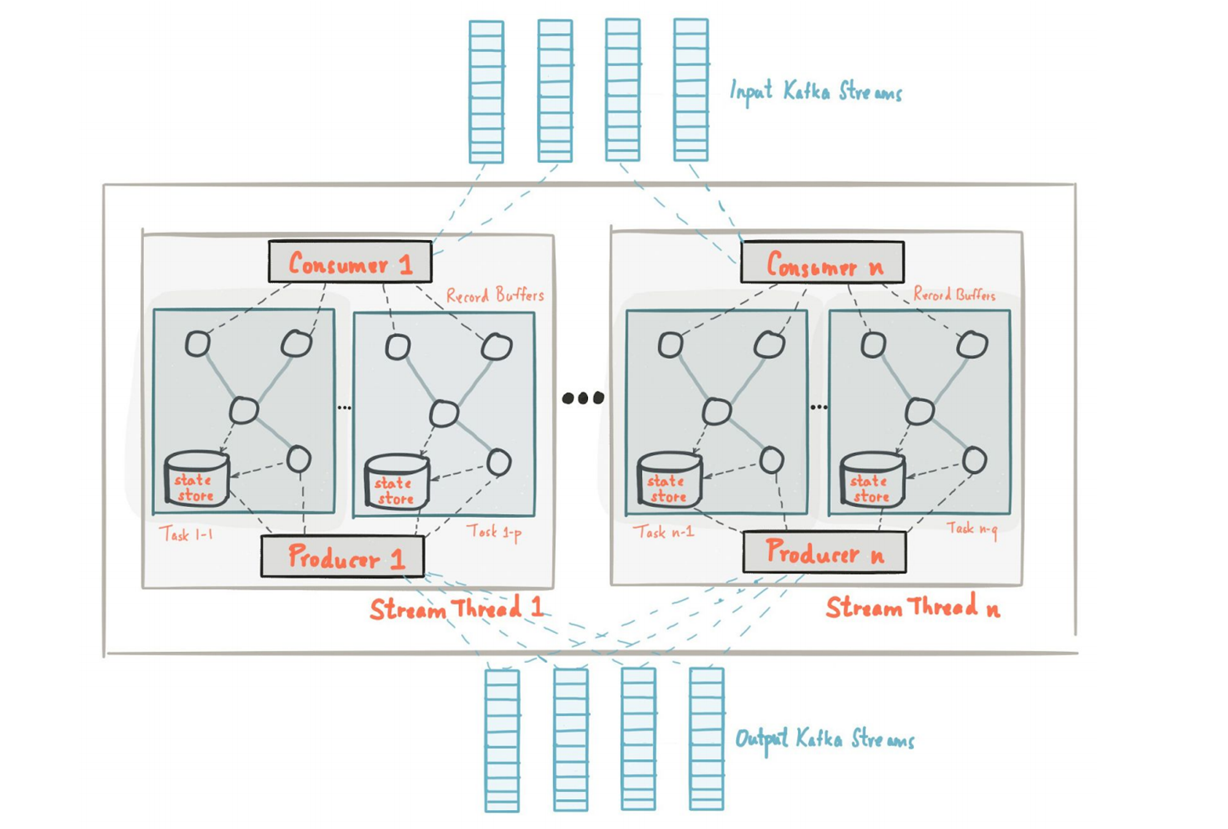 Input Kafka Streams
Consumer 1
Consumer n
Record Buffers
Record Buffers
...
...
...
state
store
state
store
state
store
state
store
Task 1-1
Task 1-p
Task n-1
Task n-q
Producer 1
Producer n
Stream Thread 1
Stream Thread n
Output Kafka Streams